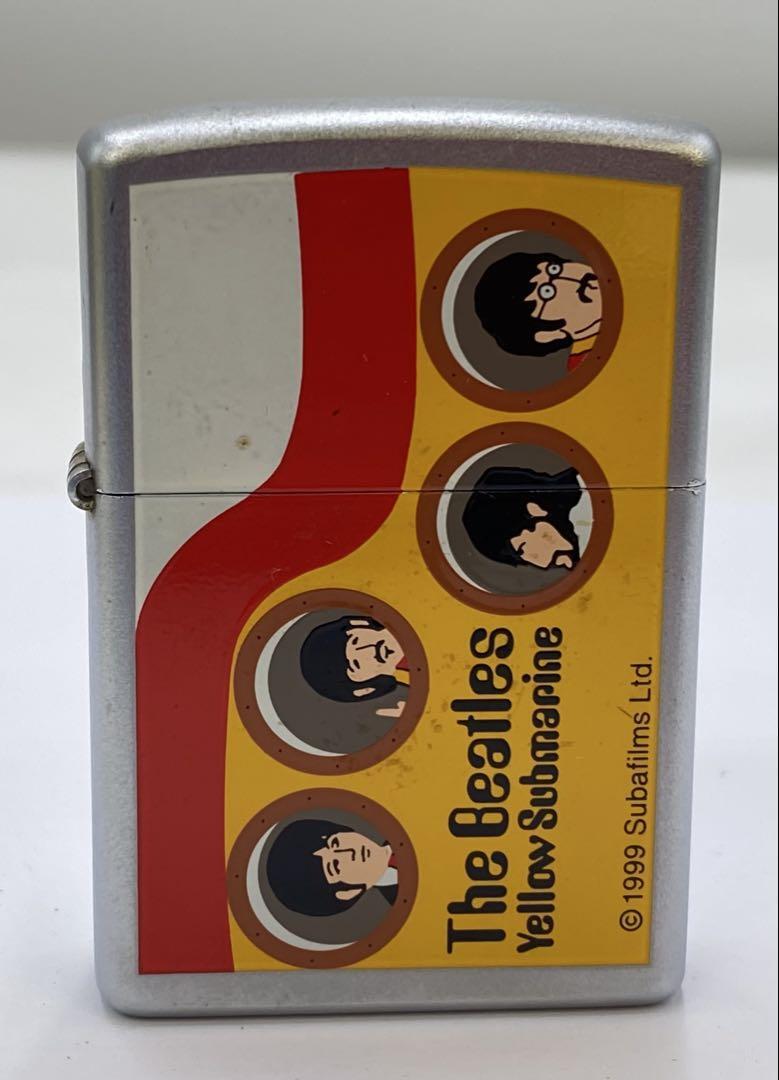 The Beatles
Yellow Submarine
©1999 Subafilms Ltd.